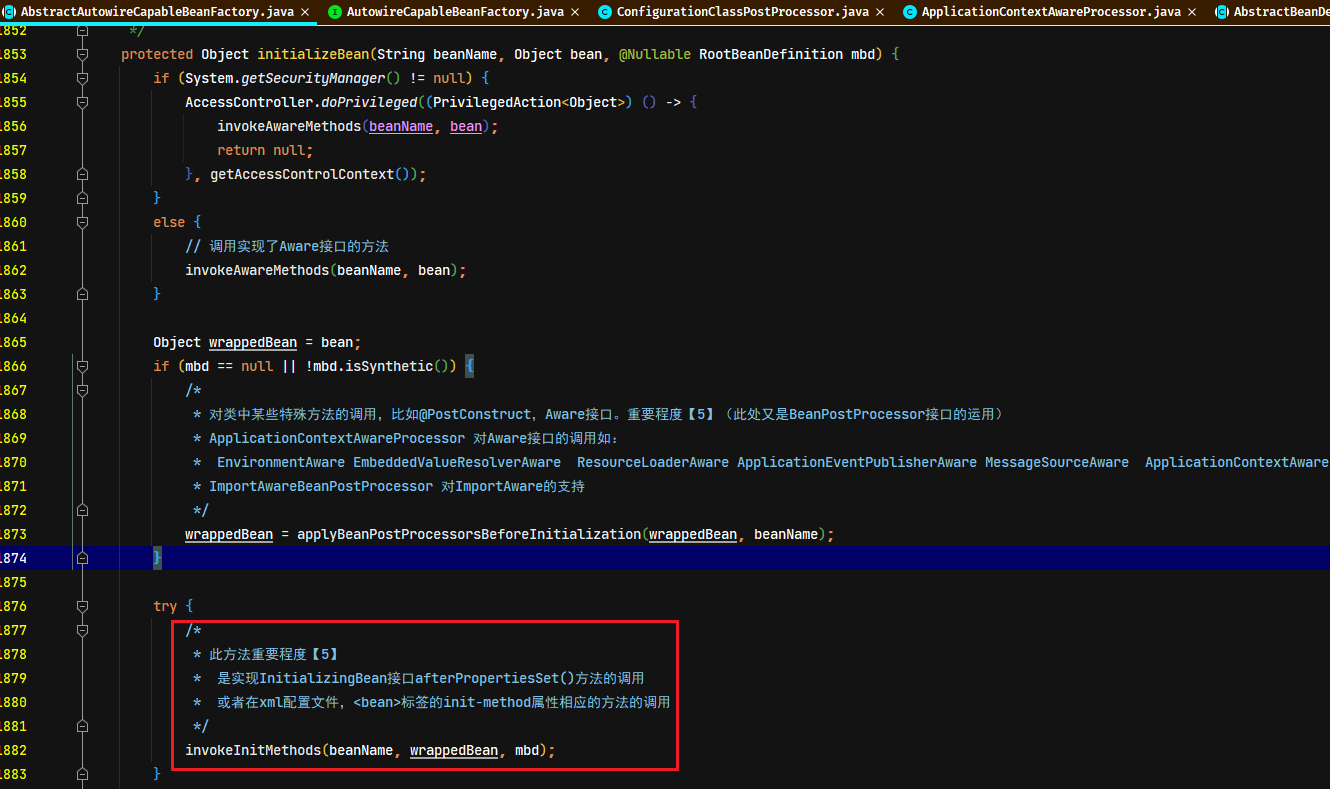 AbstractAutowireCapableBeanFactory.java × AutowireCapableBeanFactory.java × ConfigurationClassPostProcessor.java × ApplicationContextAwareProcessor.java × AbstractBeanDe
1852 */
1853 protected Object initializeBean(String beanName, Object bean, @Nullable RootBeanDefinition mbd) {
1854 if (System.getSecurityManager() != null) {
1855 AccessController.doPrivileged((PrivilegedAction<Object>) () -> {
1856 invokeAwareMethods(beanName, bean);
1857 return null;
1858 }, getAccessControlContext());
1859 }
1860 else {
1861 // 调用实现了Aware接口的方法
1862 invokeAwareMethods(beanName, bean);
1863 }
1864
1865 Object wrappedBean = bean;
1866 if (mbd == null || !mbd.isSynthetic()) {
1867 /*
1868 * 对类中某些特殊方法的调用，比如@PostConstruct，Aware接口。重要程度【5】（此处又是BeanPostProcessor接口的运用）
1869 * ApplicationContextAwareProcessor 对Aware接口的调用如：
1870 * EnvironmentAware EmbeddedValueResolverAware ResourceLoaderAware ApplicationEventPublisherAware MessageSourceAware ApplicationContextAware
1871 * ImportAwareBeanPostProcessor 对ImportAware的支持
1872 */
1873 wrappedBean = applyBeanPostProcessorsBeforeInitialization(wrappedBean, beanName);
1874 }
1875
1876 try {
1877 /*
1878 * 此方法重要程度【5】
1879 * 是实现InitializingBean接口afterPropertiesSet()方法的调用
1880 * 或者在xml配置文件，<bean>标签的init-method属性相应的方法的调用
1881 */
1882 invokeInitMethods(beanName, wrappedBean, mbd);
1883 }